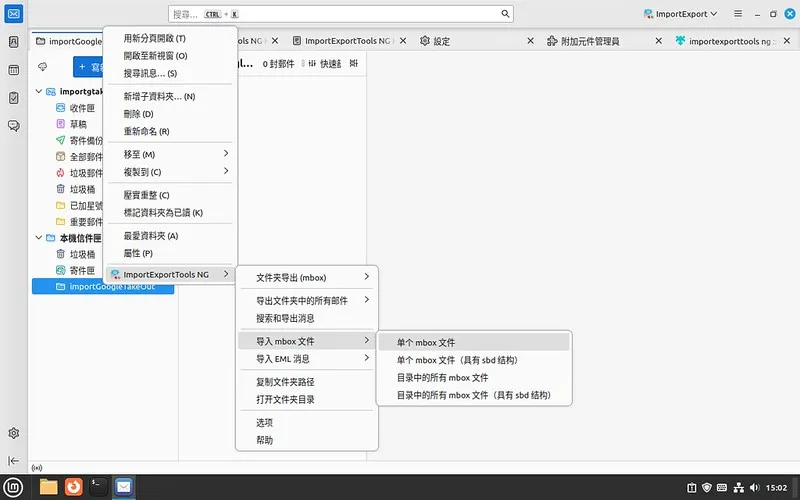 搜尋… CTRL + K
ImportExport
importGoogle
ols NG
ImportExportTools NG
設定
附加元件管理員
importexporttools ng
+ 寫
0 封郵件
快速
用新分頁開啟 (T)
開啟至新視窗 (O)
搜尋訊息… (S)
新增子資料夾… (N)
刪除 (D)
重新命名 (R)
移至 (M)
複製到 (C)
壓實重整 (C)
標記資料夾為已讀 (K)
最愛資料夾 (A)
屬性 (P)
ImportExportTools NG
importgtak
收件匣
草稿
寄件備份
全部郵件
垃圾郵件
垃圾桶
已加星號
重要郵件
本機信件匣
垃圾桶
寄件匣
importGoogleTakeOut
文件夹导出 (mbox)
导出文件夹中的所有邮件
搜索和导出消息
导入 mbox 文件
导入 EML 消息
复制文件夹路径
打开文件夹目录
选项
帮助
单个 mbox 文件
单个 mbox 文件（具有 sbd 结构）
目录中的所有 mbox 文件
目录中的所有 mbox 文件（具有 sbd 结构）
15:02